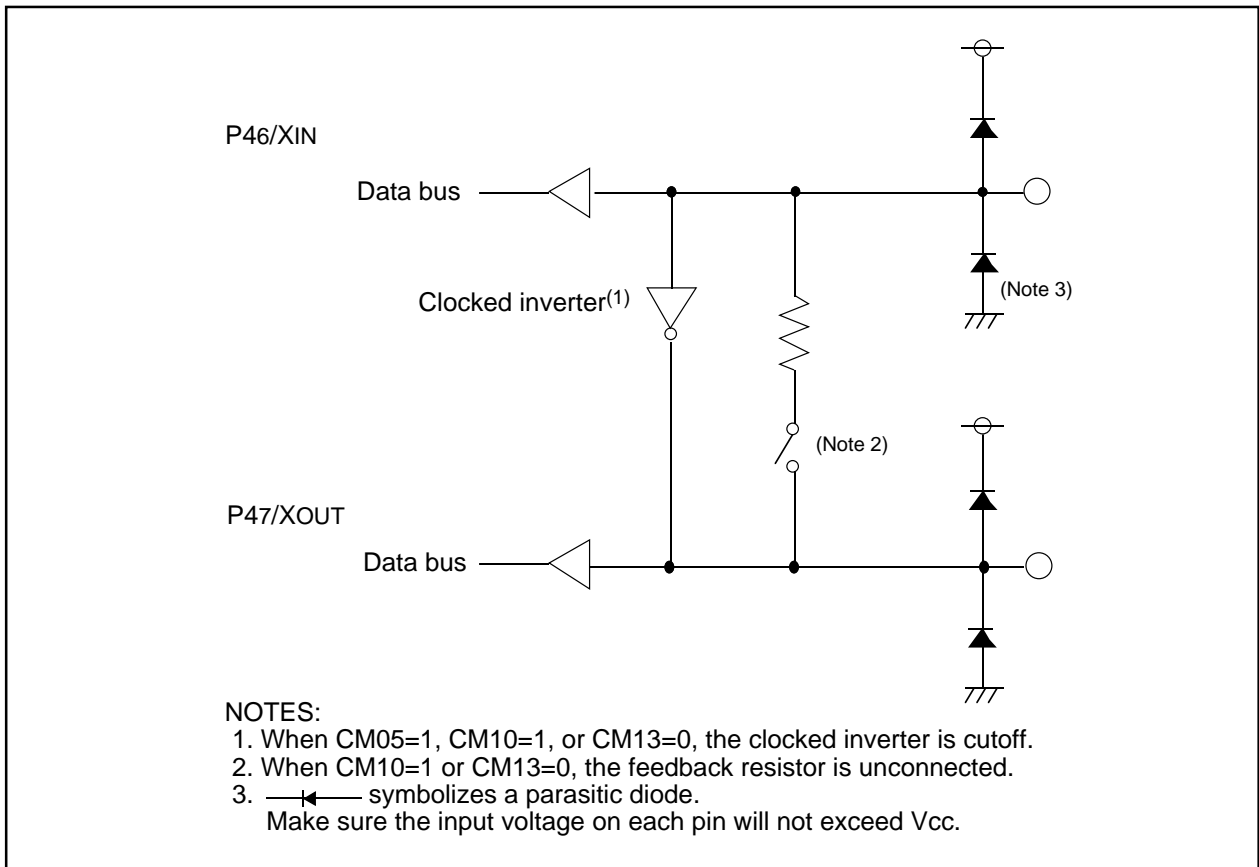 P46/XIN
Data bus
Clocked inverter(1)
(Note 3)
(Note 2)
P47/XOUT
Data bus
NOTES:
1. When CM05=1, CM10=1, or CM13=0, the clocked inverter is cutoff.
2. When CM10=1 or CM13=0, the feedback resistor is unconnected.
3. symbolizes a parasitic diode.
Make sure the input voltage on each pin will not exceed Vcc.